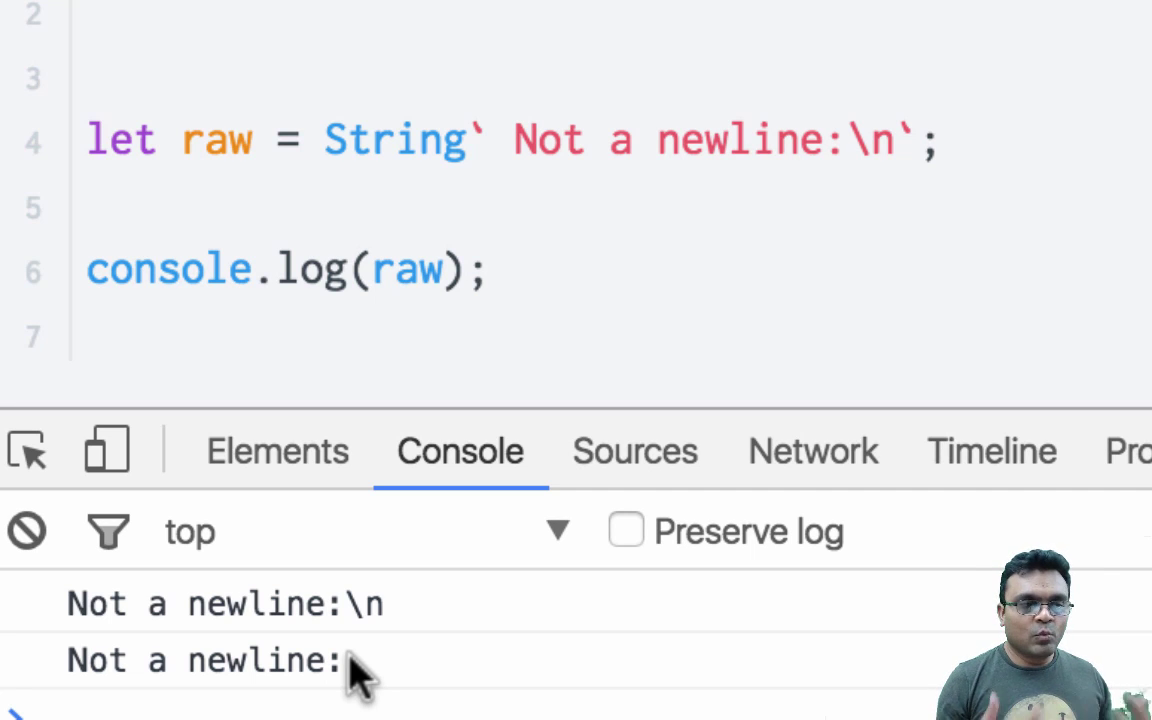 2
3
4 let raw = String` Not a newline:\n`;
5
6 console.log(raw);
7
Elements Console Sources Network Timeline Pro
top Preserve log
Not a newline:\n
Not a newline: